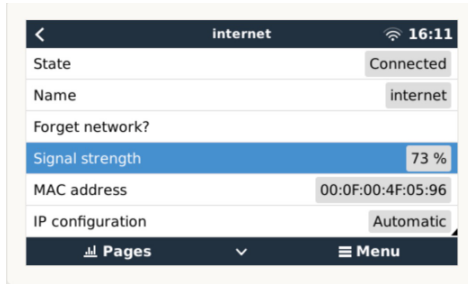 internet 16:11
State Connected
Name internet
Forget network?
Signal strength 73 %
MAC address 00:0F:00:4F:05:96
IP configuration Automatic
Pages Menu